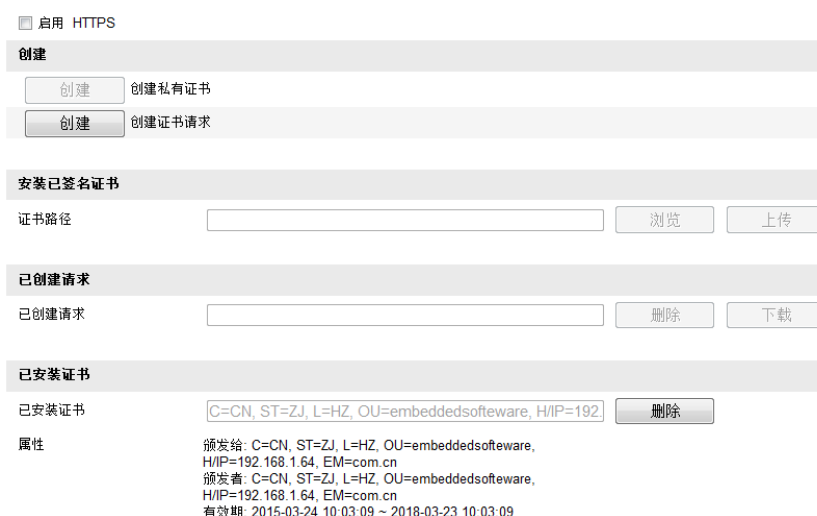 启用 HTTPS
创建
创建 创建私有证书
创建 创建证书请求
安装已签名证书
证书路径 浏览 上传
已创建请求
已创建请求 删除 下载
已安装证书
已安装证书 C=CN, ST=ZJ, L=HZ, OU=embeddedsofteware, H/IP=192. 删除
属性 颁发给: C=CN, ST=ZJ, L=HZ, OU=embeddedsofteware,
H/IP=192.168.1.64, EM=com.cn
颁发者: C=CN, ST=ZJ, L=HZ, OU=embeddedsofteware,
H/IP=192.168.1.64, EM=com.cn
有效期: 2015-03-24 10:03:09 ~ 2018-03-23 10:03:09